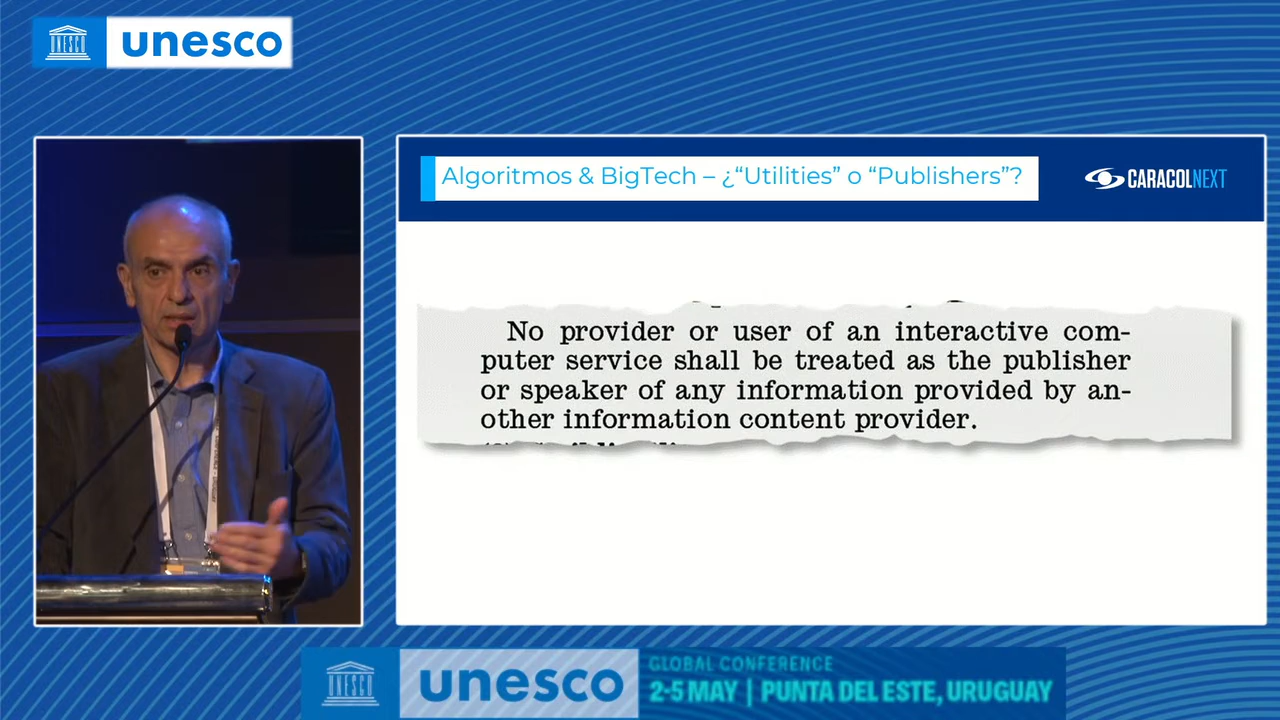 unesco
Algoritmos & BigTech – ¿“Utilities” o “Publishers”?
CARACOLNEXT
No provider or user of an interactive com-
puter service shall be treated as the publisher
or speaker of any information provided by an-
other information content provider.
unesco
GLOBAL CONFERENCE
2-5 MAY | PUNTA DEL ESTE, URUGUAY